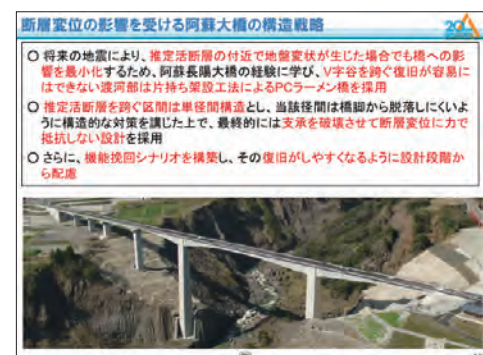 断層変位の影響を受ける阿蘇大橋の構造戦略
○ 将来の地震により、推定活断層の付近で地盤変状が生じた場合でも橋への影
響を最小化するため、阿蘇長陽大橋の経験に学び、V字谷を跨ぐ復旧が容易に
はできない渡河部は片持ち架設工法によるPCラーメン橋を採用
○ 推定活断層を跨ぐ区間は単径間構造とし、当該径間は橋脚から脱落しにくいよ
うに構造的な対策を講じた上で、最終的には支承を破壊させて断層変位に力で
抵抗しない設計を採用
○ さらに、機能挽回シナリオを構築し、その復旧がしやすくなるように設計段階か
ら配慮